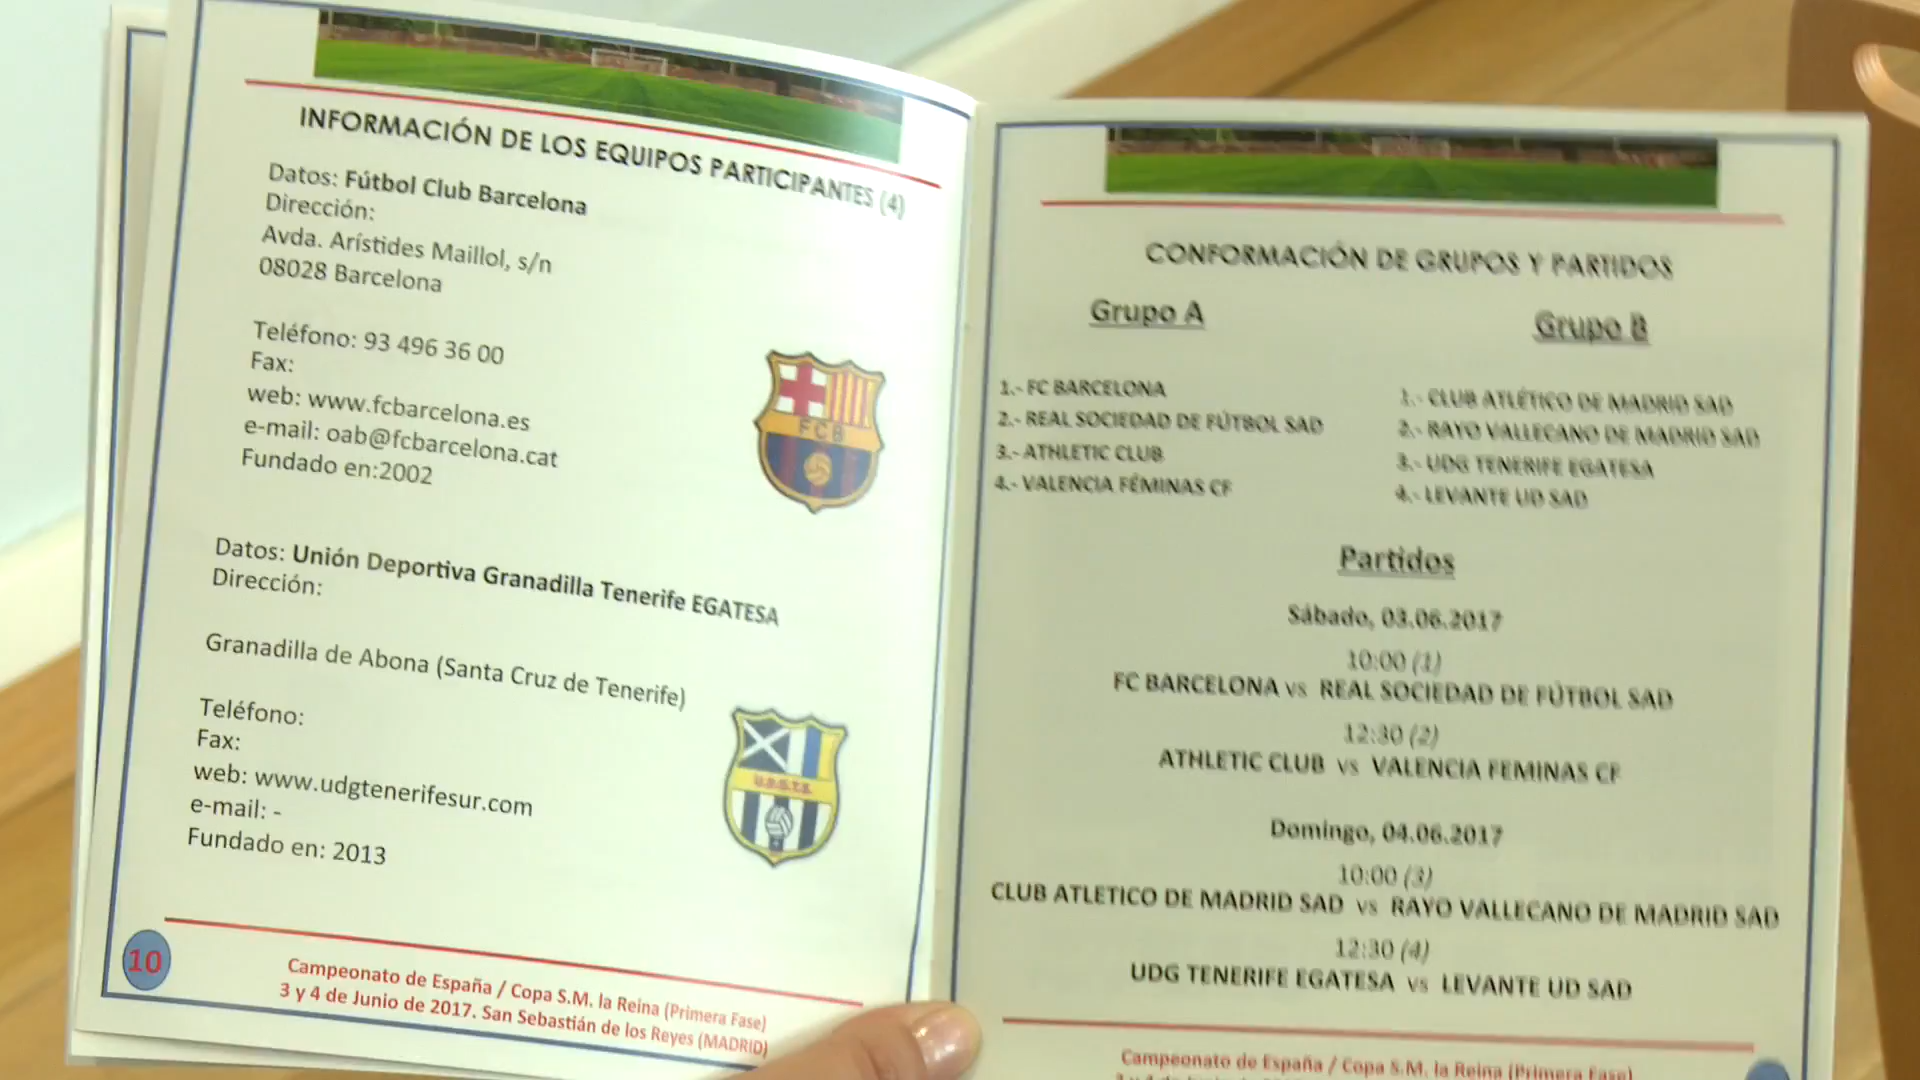 INFORMACIÓN DE LOS EQUIPOS PARTICIPANTES (4)
Datos: Fútbol Club Barcelona
Dirección:
Avda. Arístides Maillol, s/n
08028 Barcelona
Teléfono: 93 496 36 00
Fax:
web: www.fcbarcelona.es
e-mail: oab@fcbarcelona.cat
Fundado en:2002
FCB
Datos: Unión Deportiva Granadilla Tenerife EGATESA
Dirección:
Granadilla de Abona (Santa Cruz de Tenerife)
Teléfono:
Fax:
web: www.udgtenerifesur.com
e-mail: -
Fundado en: 2013
U.D.G.T.S.
10
Campeonato de España / Copa S.M. la Reina (Primera Fase)
3 y 4 de Junio de 2017. San Sebastián de los Reyes (MADRID)
CONFORMACIÓN DE GRUPOS Y PARTIDOS
Grupo A
1.- FC BARCELONA
2.- REAL SOCIEDAD DE FÚTBOL SAD
3.- ATHLETIC CLUB
4.- VALENCIA FÉMINAS CF
Grupo B
1.- CLUB ATLÉTICO DE MADRID SAD
2.- RAYO VALLECANO DE MADRID SAD
3.- UDG TENERIFE EGATESA
4.- LEVANTE UD SAD
Partidos
Sábado, 03.06.2017
10:00 (1)
FC BARCELONA vs REAL SOCIEDAD DE FÚTBOL SAD
12:30 (2)
ATHLETIC CLUB vs VALENCIA FEMINAS CF
Domingo, 04.06.2017
10:00 (3)
CLUB ATLETICO DE MADRID SAD vs RAYO VALLECANO DE MADRID SAD
12:30 (4)
UDG TENERIFE EGATESA vs LEVANTE UD SAD
Campeonato de España / Copa S.M. la Reina (Primera Fase)